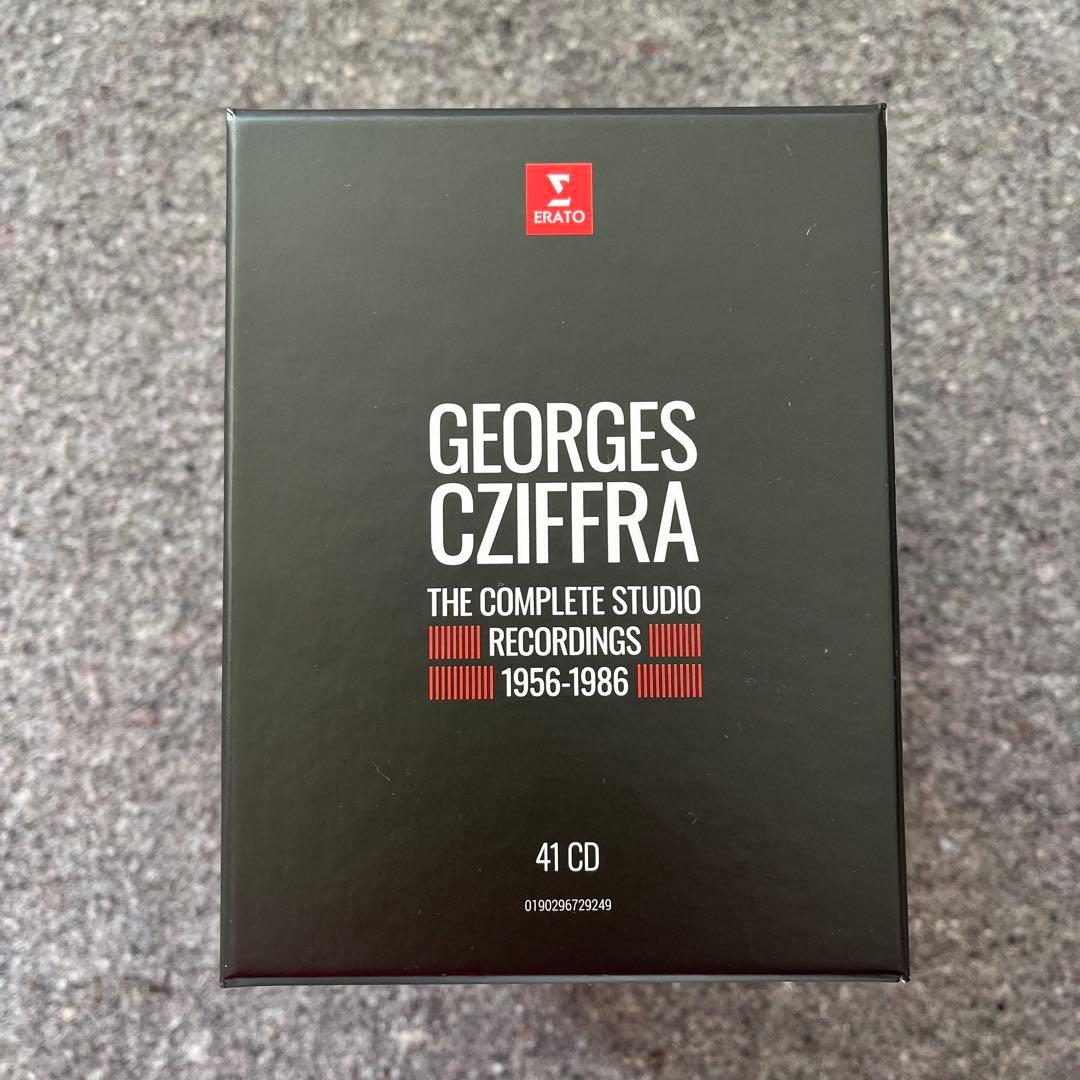 ERATO
GEORGES
CZIFFRA
THE COMPLETE STUDIO
RECORDINGS
1956-1986
41 CD
0190296729249